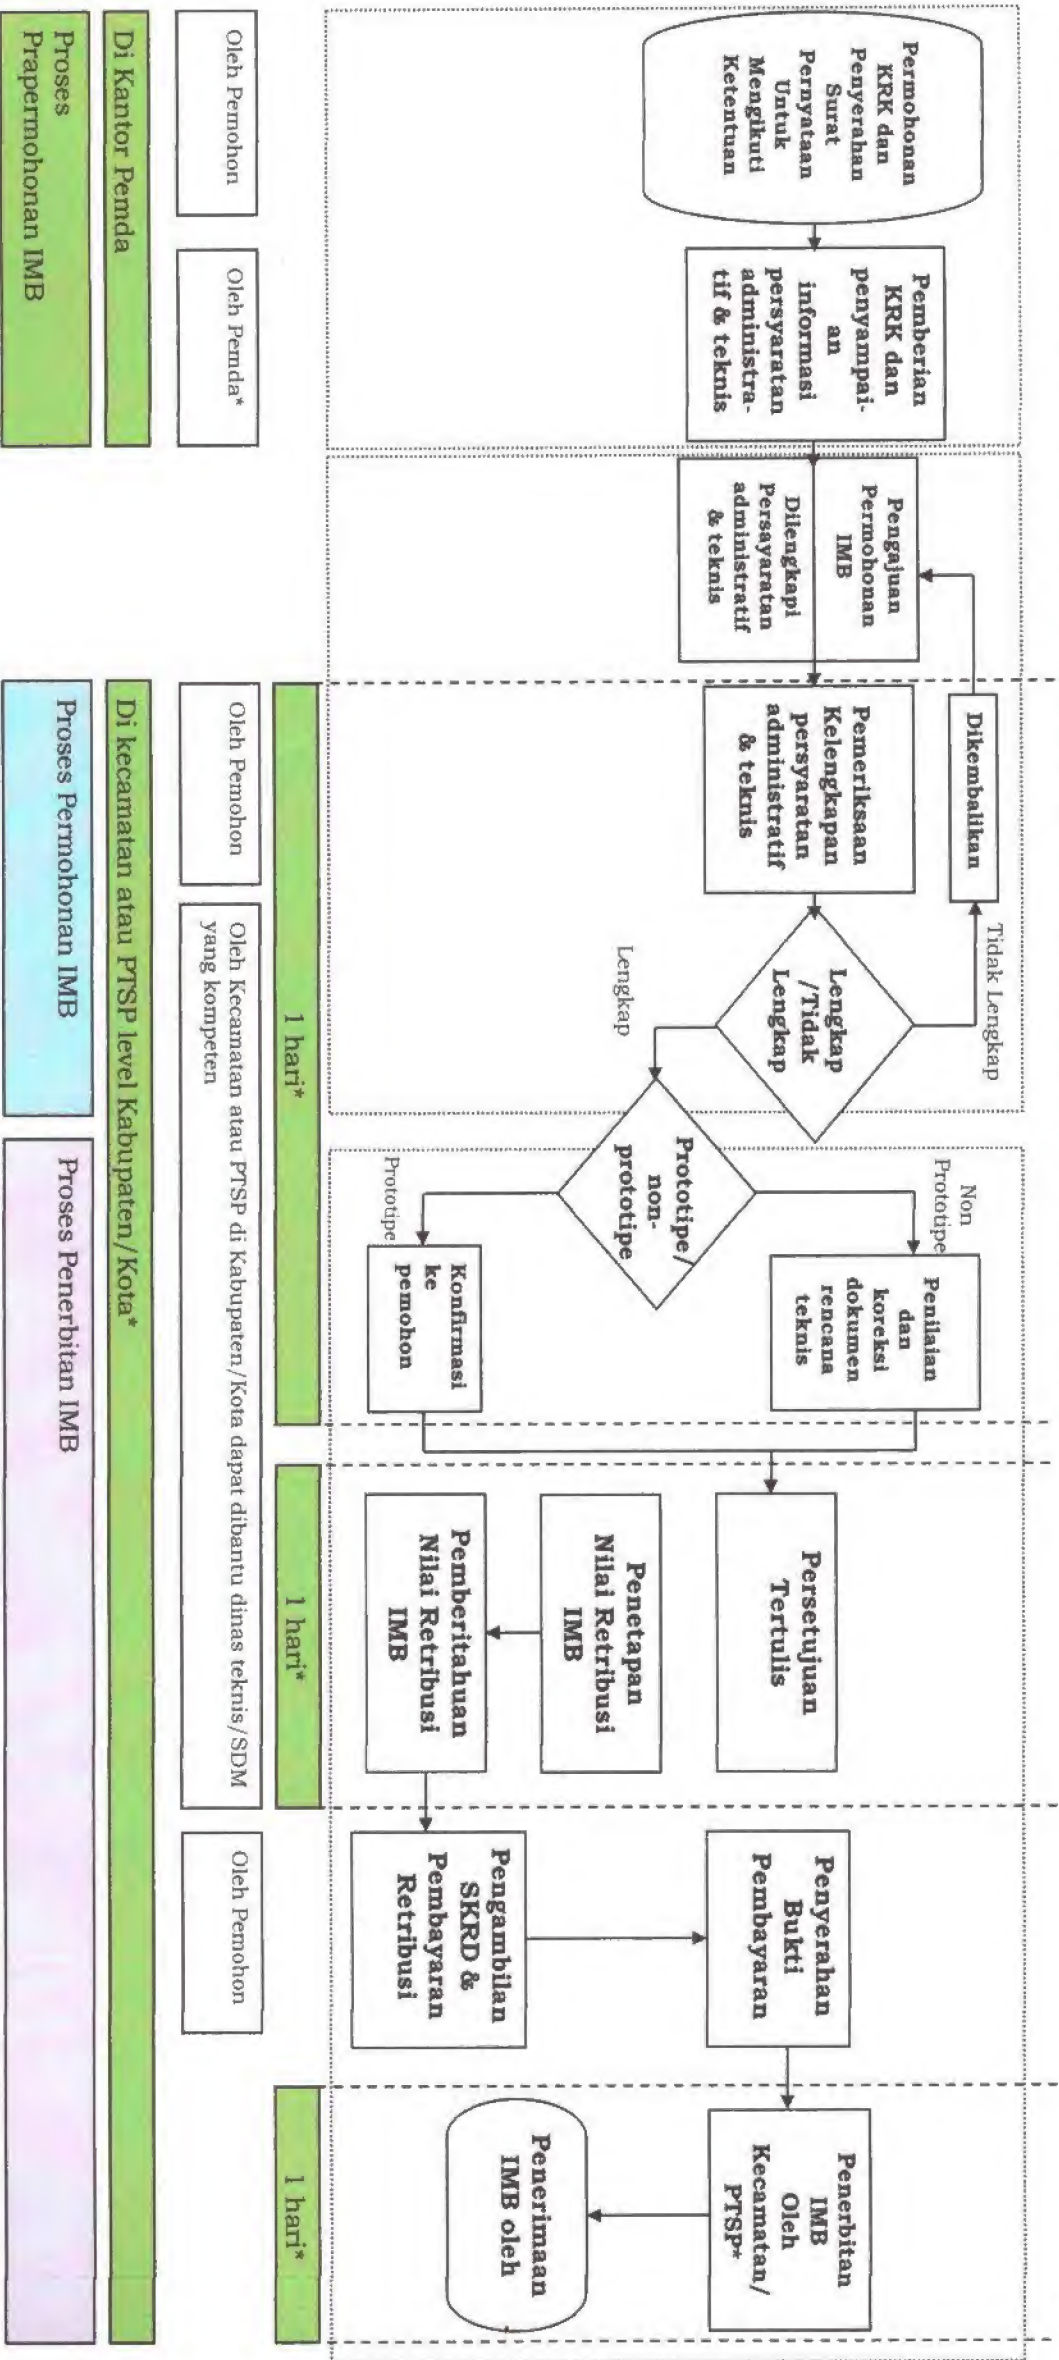 Permohonan
KRK dan
Penyerahan
Surat
Pernyataan
Untuk
Mengikuti
Ketentuan
Pemberian
KRK dan
penyampai-
an
informasi
persyaratan
administra-
tif & teknis
Pengajuan
Permohonan
IMB
Dilengkapi
Persayaratan
administratif
& teknis
Dikembalikan
Tidak Lengkap
Pemeriksaan
Kelengkapan
persyaratan
administratif
& teknis
Lengkap
/Tidak
Lengkap
Lengkap
Prototipe/
non-
prototipe
Non
Prototipe
Prototipe
Penilaian
dan
koreksi
dokumen
rencana
teknis
Konfirmasi
ke
pemohon
Persetujuan
Tertulis
Penetapan
Nilai Retribusi
IMB
Pemberitahuan
Nilai Retribusi
IMB
Pengambilan
SKRD &
Pembayaran
Retribusi
Penyerahan
Bukti
Pembayaran
Penerbitan
IMB
Oleh
Kecamatan/
PTSP*
Penerimaan
IMB oleh
1 hari*
1 hari*
1 hari*
Oleh Pemohon
Oleh Pemda*
Oleh Pemohon
Oleh Kecamatan atau PTSP di Kabupaten/Kota dapat dibantu dinas teknis/SDM
yang kompeten
Oleh Pemohon
Di Kantor Pemda
Di kecamatan atau PTSP level Kabupaten/Kota*
Proses
Prapermohonan IMB
Proses Permohonan IMB
Proses Penerbitan IMB